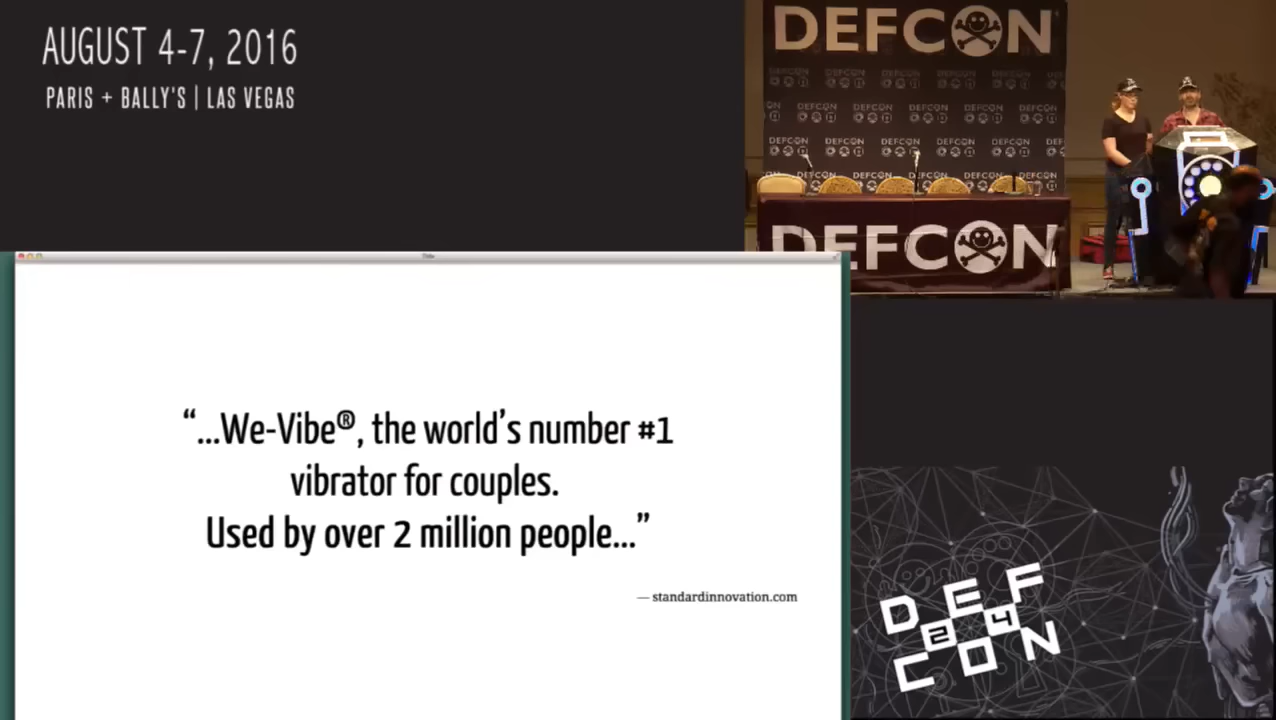 AUGUST 4-7, 2016
PARIS + BALLY'S | LAS VEGAS
DEFCON
DEFCON
“...We-Vibe®, the world’s number #1
vibrator for couples.
Used by over 2 million people...”
— standardinnovation.com
DEF
24
CON